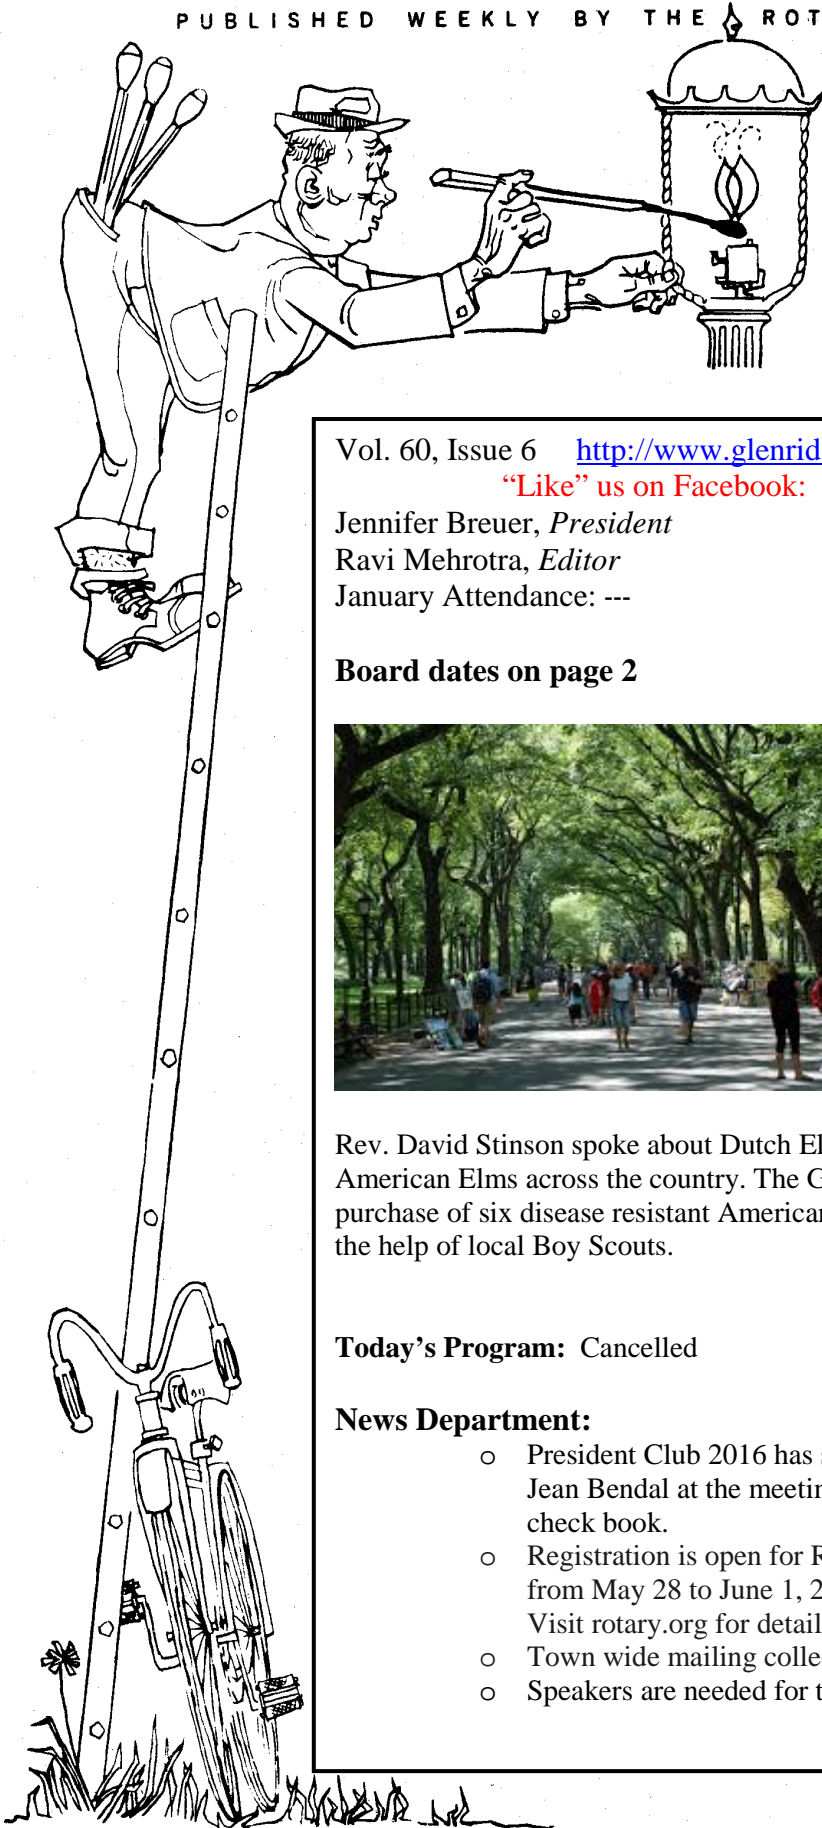 PUBLISHED WEEKLY BY THE ROT
Vol. 60, Issue 6 http://www.glenrid
“Like” us on Facebook:
Jennifer Breuer, President
Ravi Mehrotra, Editor
January Attendance: ---
Board dates on page 2
Rev. David Stinson spoke about Dutch El
American Elms across the country. The G
purchase of six disease resistant American
the help of local Boy Scouts.
Today’s Program: Cancelled
News Department:
o President Club 2016 has s
Jean Bendal at the meetin
check book.
o Registration is open for R
from May 28 to June 1, 2
Visit rotary.org for detail
o Town wide mailing colle
o Speakers are needed for t